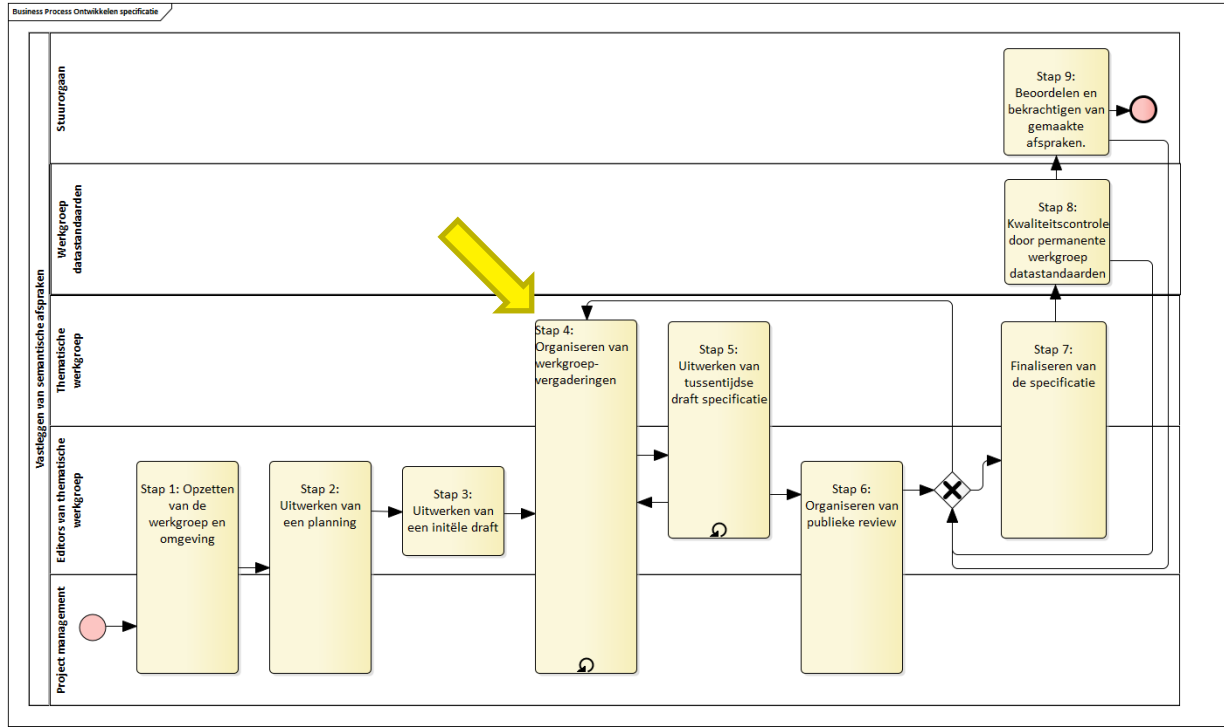 Business Process Ontwikkelen specificatie
Vastleggen van semantische afspraken
Stuurorgaan
Stap 9:
Beoordelen en
bekrachtigen van
gemaakte
afspraken.
Werkgroep
datastandaarden
Stap 8:
Kwaliteitscontrole
door permanente
werkgroep
datastandaarden
Thematische
werkgroep
Stap 4:
Organiseren van
werkgroep-
vergaderingen
Stap 5:
Uitwerken van
tussentijdse
draft specificatie
Stap 7:
Finaliseren van
de specificatie
Editors van thematische
werkgroep
Stap 1: Opzetten
van de
werkgroep en
omgeving
Stap 2:
Uitwerken van
een planning
Stap 3:
Uitwerken van
een initële draft
Stap 6:
Organiseren van
publieke review
Project management